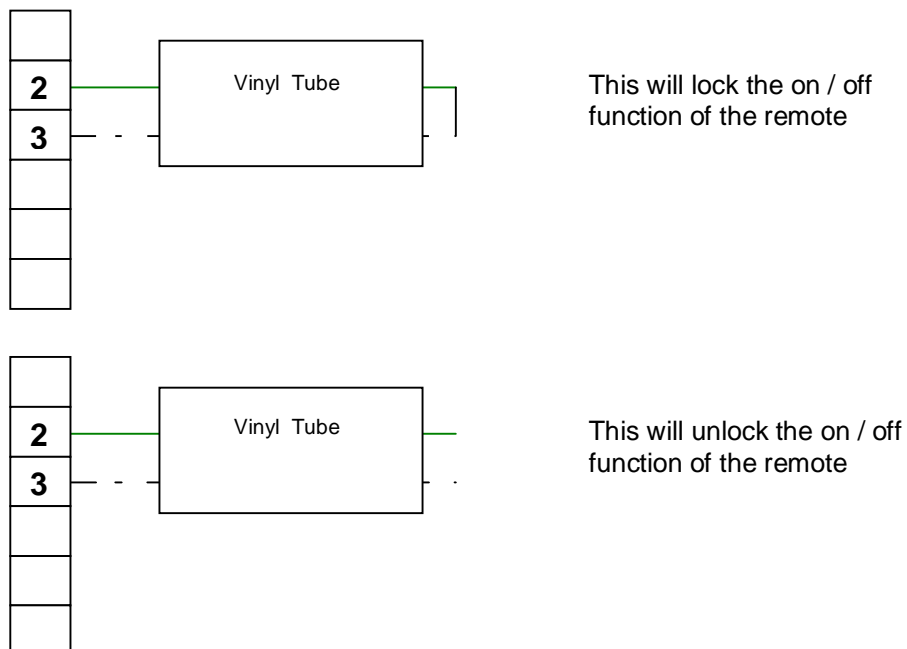 2
Vinyl Tube
This will lock the on / off
function of the remote
3
2
Vinyl Tube
This will unlock the on / off
function of the remote
3